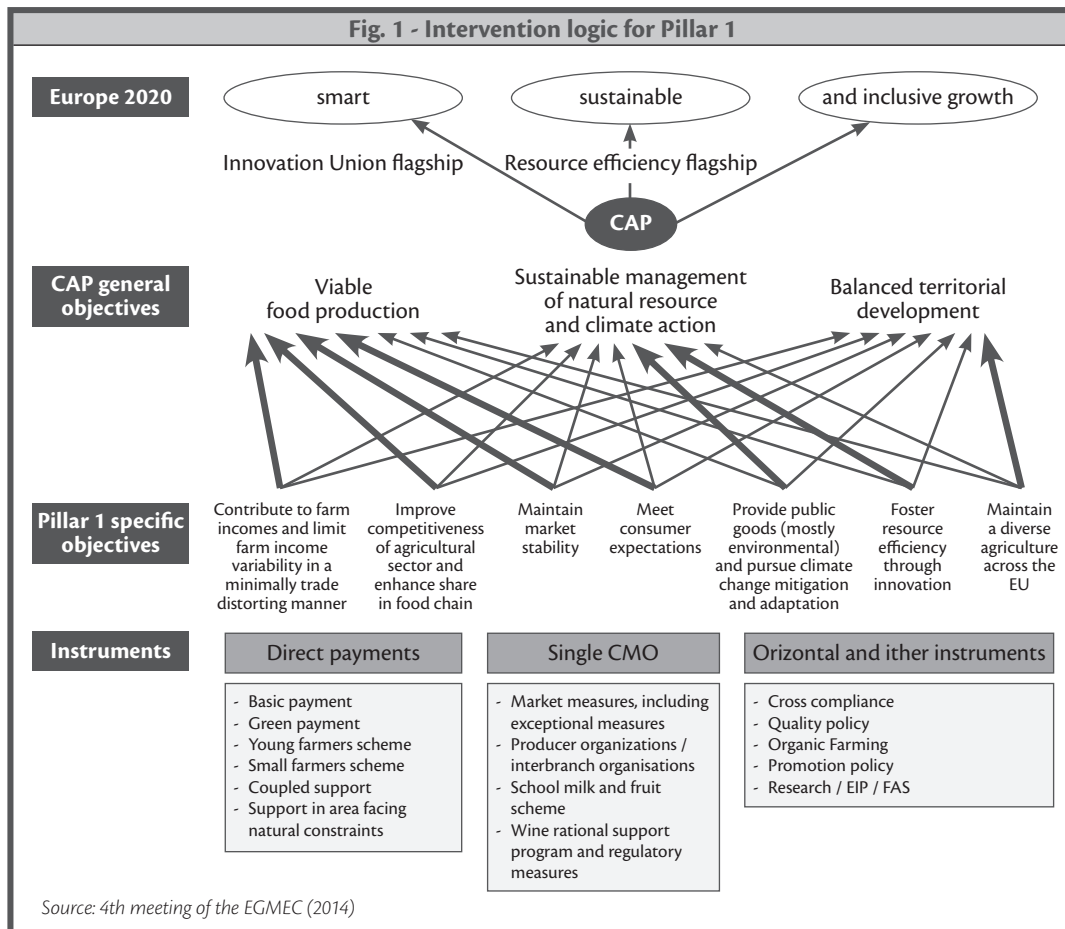 Fig. 1 - Intervention logic for Pillar 1
Europe 2020
smart
sustainable
and inclusive growth
Innovation Union flagship
Resource efficiency flagship
CAP
CAP general
objectives
Viable
food production
Sustainable management
of natural resource
and climate action
Balanced territorial
development
Pillar 1 specific
objectives
Contribute to farm
incomes and limit
farm income
variability in a
minimally trade
distorting manner
Improve
competitiveness
of agricultural
sector and
enhance share
in food chain
Maintain
market
stability
Meet
consumer
expectations
Provide public
goods (mostly
environmental)
and pursue climate
change mitigation
and adaptation
Foster
resource
efficiency
through
innovation
Maintain
a diverse
agriculture
across the
EU
Instruments
Direct payments
- Basic payment
- Green payment
- Young farmers scheme
- Small farmers scheme
- Coupled support
- Support in area facing
natural constraints
Single CMO
- Market measures, including
exceptional measures
- Producer organizations /
interbranch organisations
- School milk and fruit
scheme
- Wine rational support
program and regulatory
measures
Orizontal and ither instruments
- Cross compliance
- Quality policy
- Organic Farming
- Promotion policy
- Research / EIP / FAS
Source: 4th meeting of the EGMEC (2014)